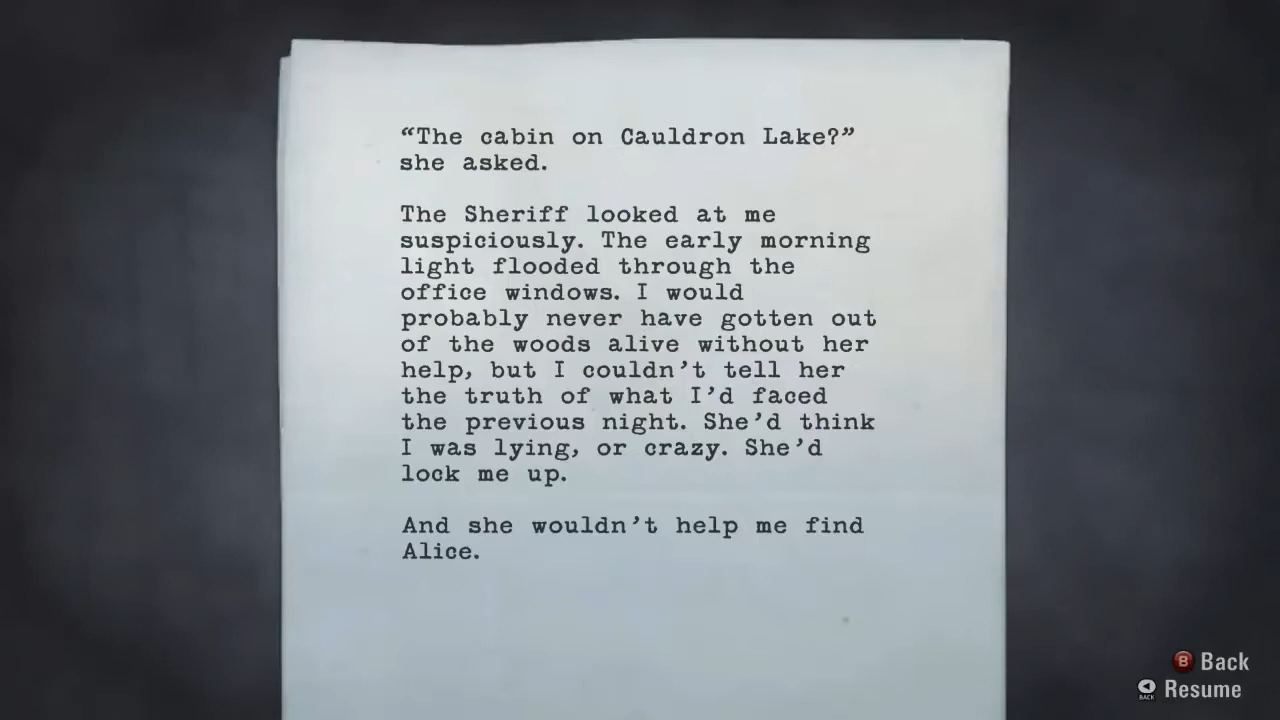 “The cabin on Cauldron Lake?”
she asked.
The Sheriff looked at me
suspiciously. The early morning
light flooded through the
office windows. I would
probably never have gotten out
of the woods alive without her
help, but I couldn’t tell her
the truth of what I’d faced
the previous night. She’d think
I was lying, or crazy. She’d
lock me up.
And she wouldn’t help me find
Alice.
B Back
BACK Resume